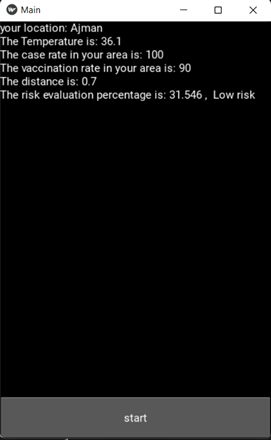 Main
your location: Ajman
The Temperature is: 36.1
The case rate in your area is: 100
The vaccination rate in your area is: 90
The distance is: 0.7
The risk evaluation percentage is: 31.546 ,  Low risk
start